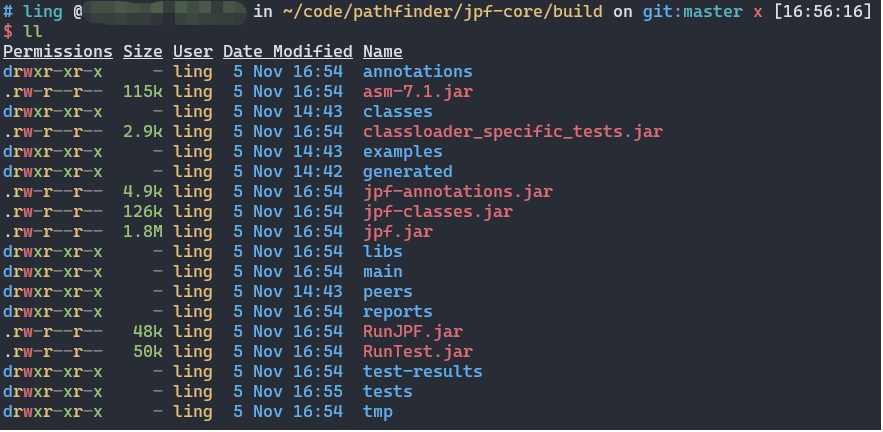 # ling @ in ~/code/pathfinder/jpf-core/build on git:master x [16:56:16]
$ ll
Permissions Size User Date Modified Name
drwxr-xr-x - ling 5 Nov 16:54 annotations
.rw-r--r-- 115k ling 5 Nov 16:54 asm-7.1.jar
drwxr-xr-x - ling 5 Nov 14:43 classes
.rw-r--r-- 2.9k ling 5 Nov 16:54 classloader_specific_tests.jar
drwxr-xr-x - ling 5 Nov 14:43 examples
drwxr-xr-x - ling 5 Nov 14:42 generated
.rw-r--r-- 4.9k ling 5 Nov 16:54 jpf-annotations.jar
.rw-r--r-- 126k ling 5 Nov 16:54 jpf-classes.jar
.rw-r--r-- 1.8M ling 5 Nov 16:54 jpf.jar
drwxr-xr-x - ling 5 Nov 16:54 libs
drwxr-xr-x - ling 5 Nov 16:54 main
drwxr-xr-x - ling 5 Nov 14:43 peers
drwxr-xr-x - ling 5 Nov 16:54 reports
.rw-r--r-- 48k ling 5 Nov 16:54 RunJPF.jar
.rw-r--r-- 50k ling 5 Nov 16:54 RunTest.jar
drwxr-xr-x - ling 5 Nov 16:54 test-results
drwxr-xr-x - ling 5 Nov 16:55 tests
drwxr-xr-x - ling 5 Nov 16:54 tmp